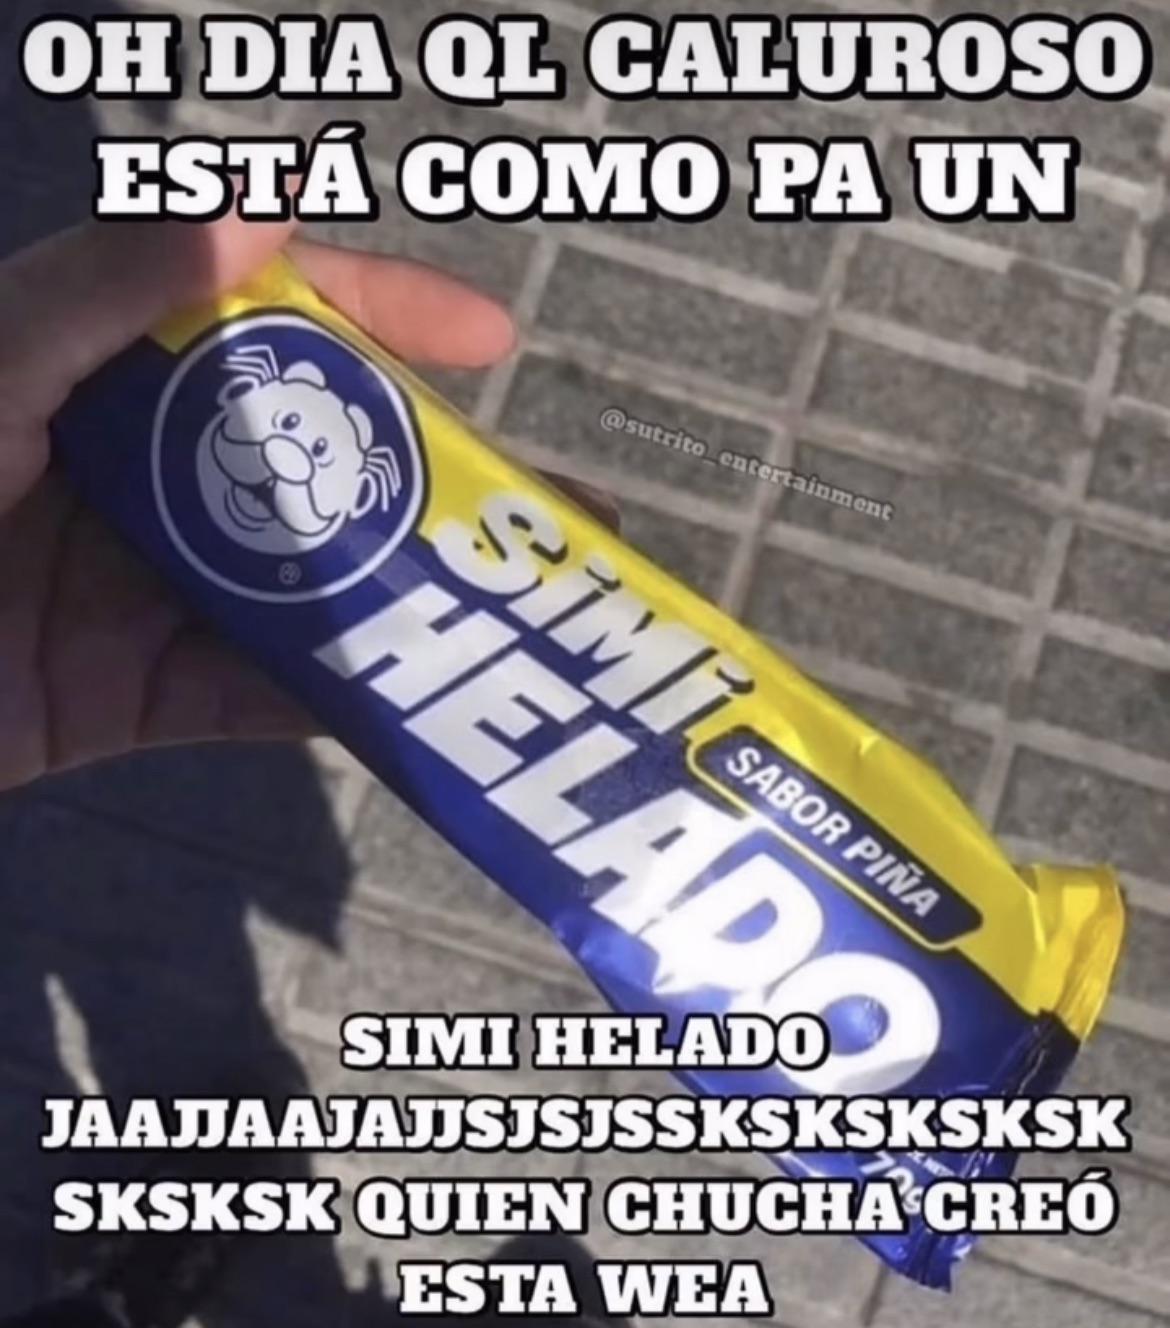 OH DIA QL CALUROSO
ESTÁ COMO PA UN
@sutrito_entertainment
SiMi
HELADO
SABOR PIÑA
70g
SIMI HELADO
JAAJJAAJAJJSJSJSSKSKSKSKSK
SKSKSK QUIEN CHUCHA CREÓ
ESTA WEA